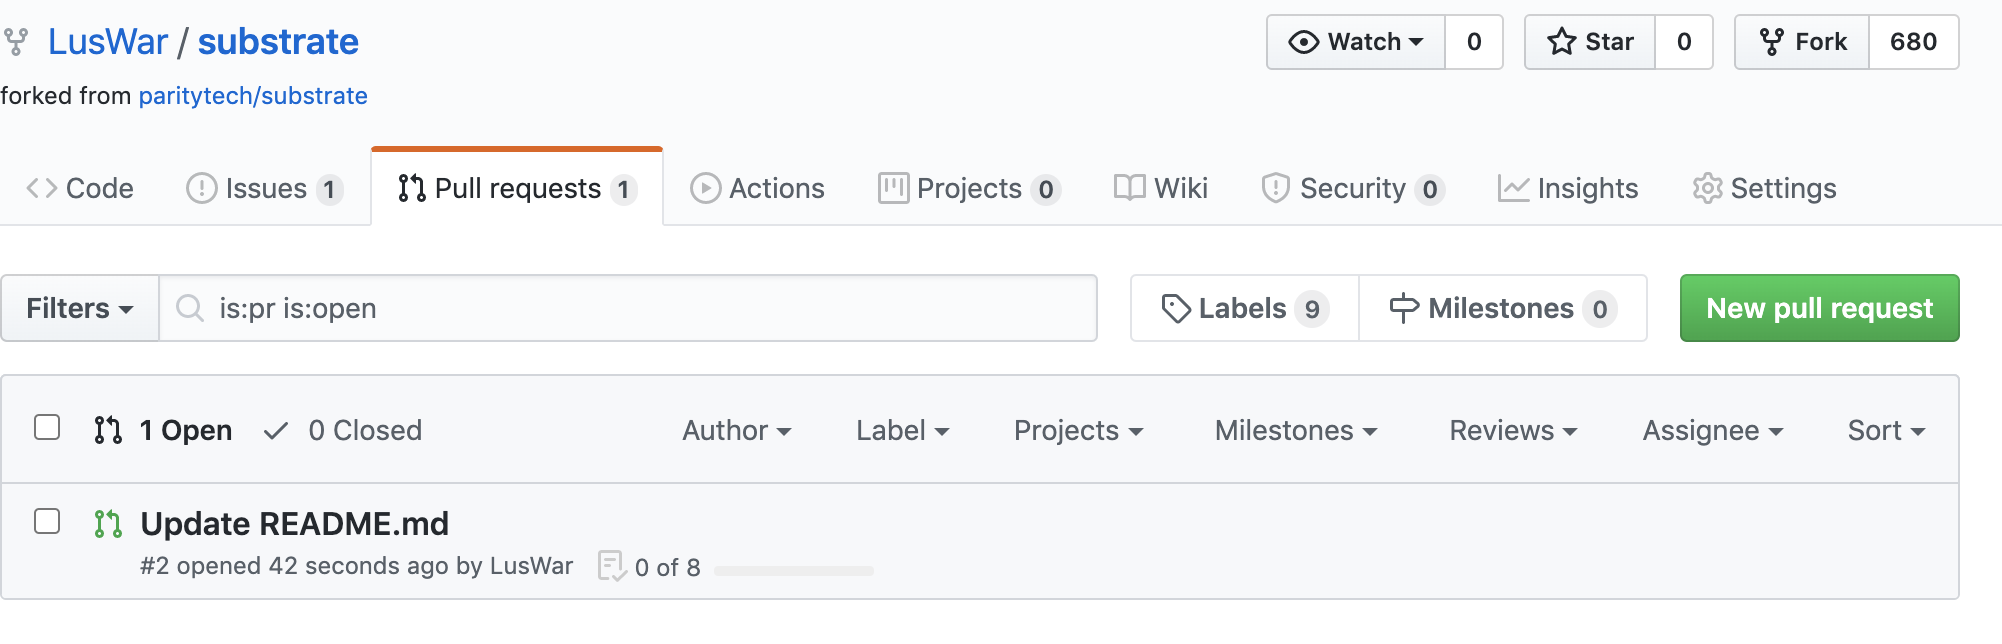 LusWar / substrate
Watch 0 Star 0 Fork 680
forked from paritytech/substrate
Code Issues 1 Pull requests 1 Actions Projects 0 Wiki Security 0 Insights Settings
Filters is:pr is:open Labels 9 Milestones 0 New pull request
1 Open 0 Closed Author Label Projects Milestones Reviews Assignee Sort
Update README.md
#2 opened 42 seconds ago by LusWar 0 of 8